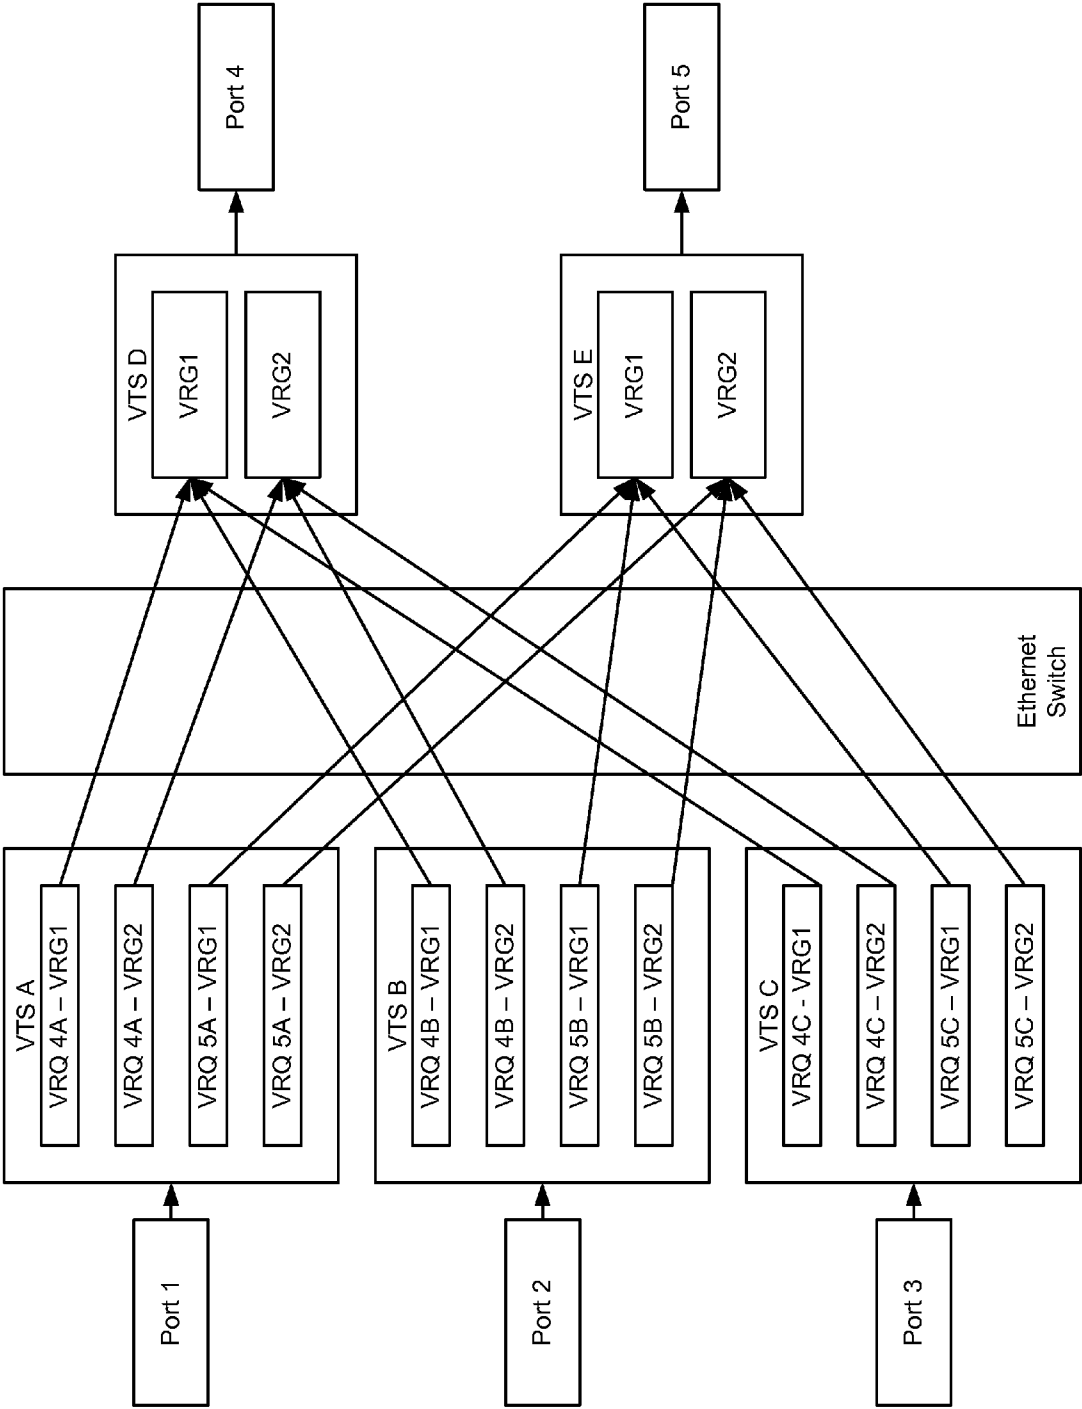 Port 1
Port 2
Port 3
VTS A
VRQ 4A – VRG1
VRQ 4A – VRG2
VRQ 5A – VRG1
VRQ 5A – VRG2
VTS B
VRQ 4B – VRG1
VRQ 4B – VRG2
VRQ 5B – VRG1
VRQ 5B – VRG2
VTS C
VRQ 4C - VRG1
VRQ 4C – VRG2
VRQ 5C – VRG1
VRQ 5C – VRG2
Ethernet
Switch
VTS D
VRG1
VRG2
VTS E
VRG1
VRG2
Port 4
Port 5